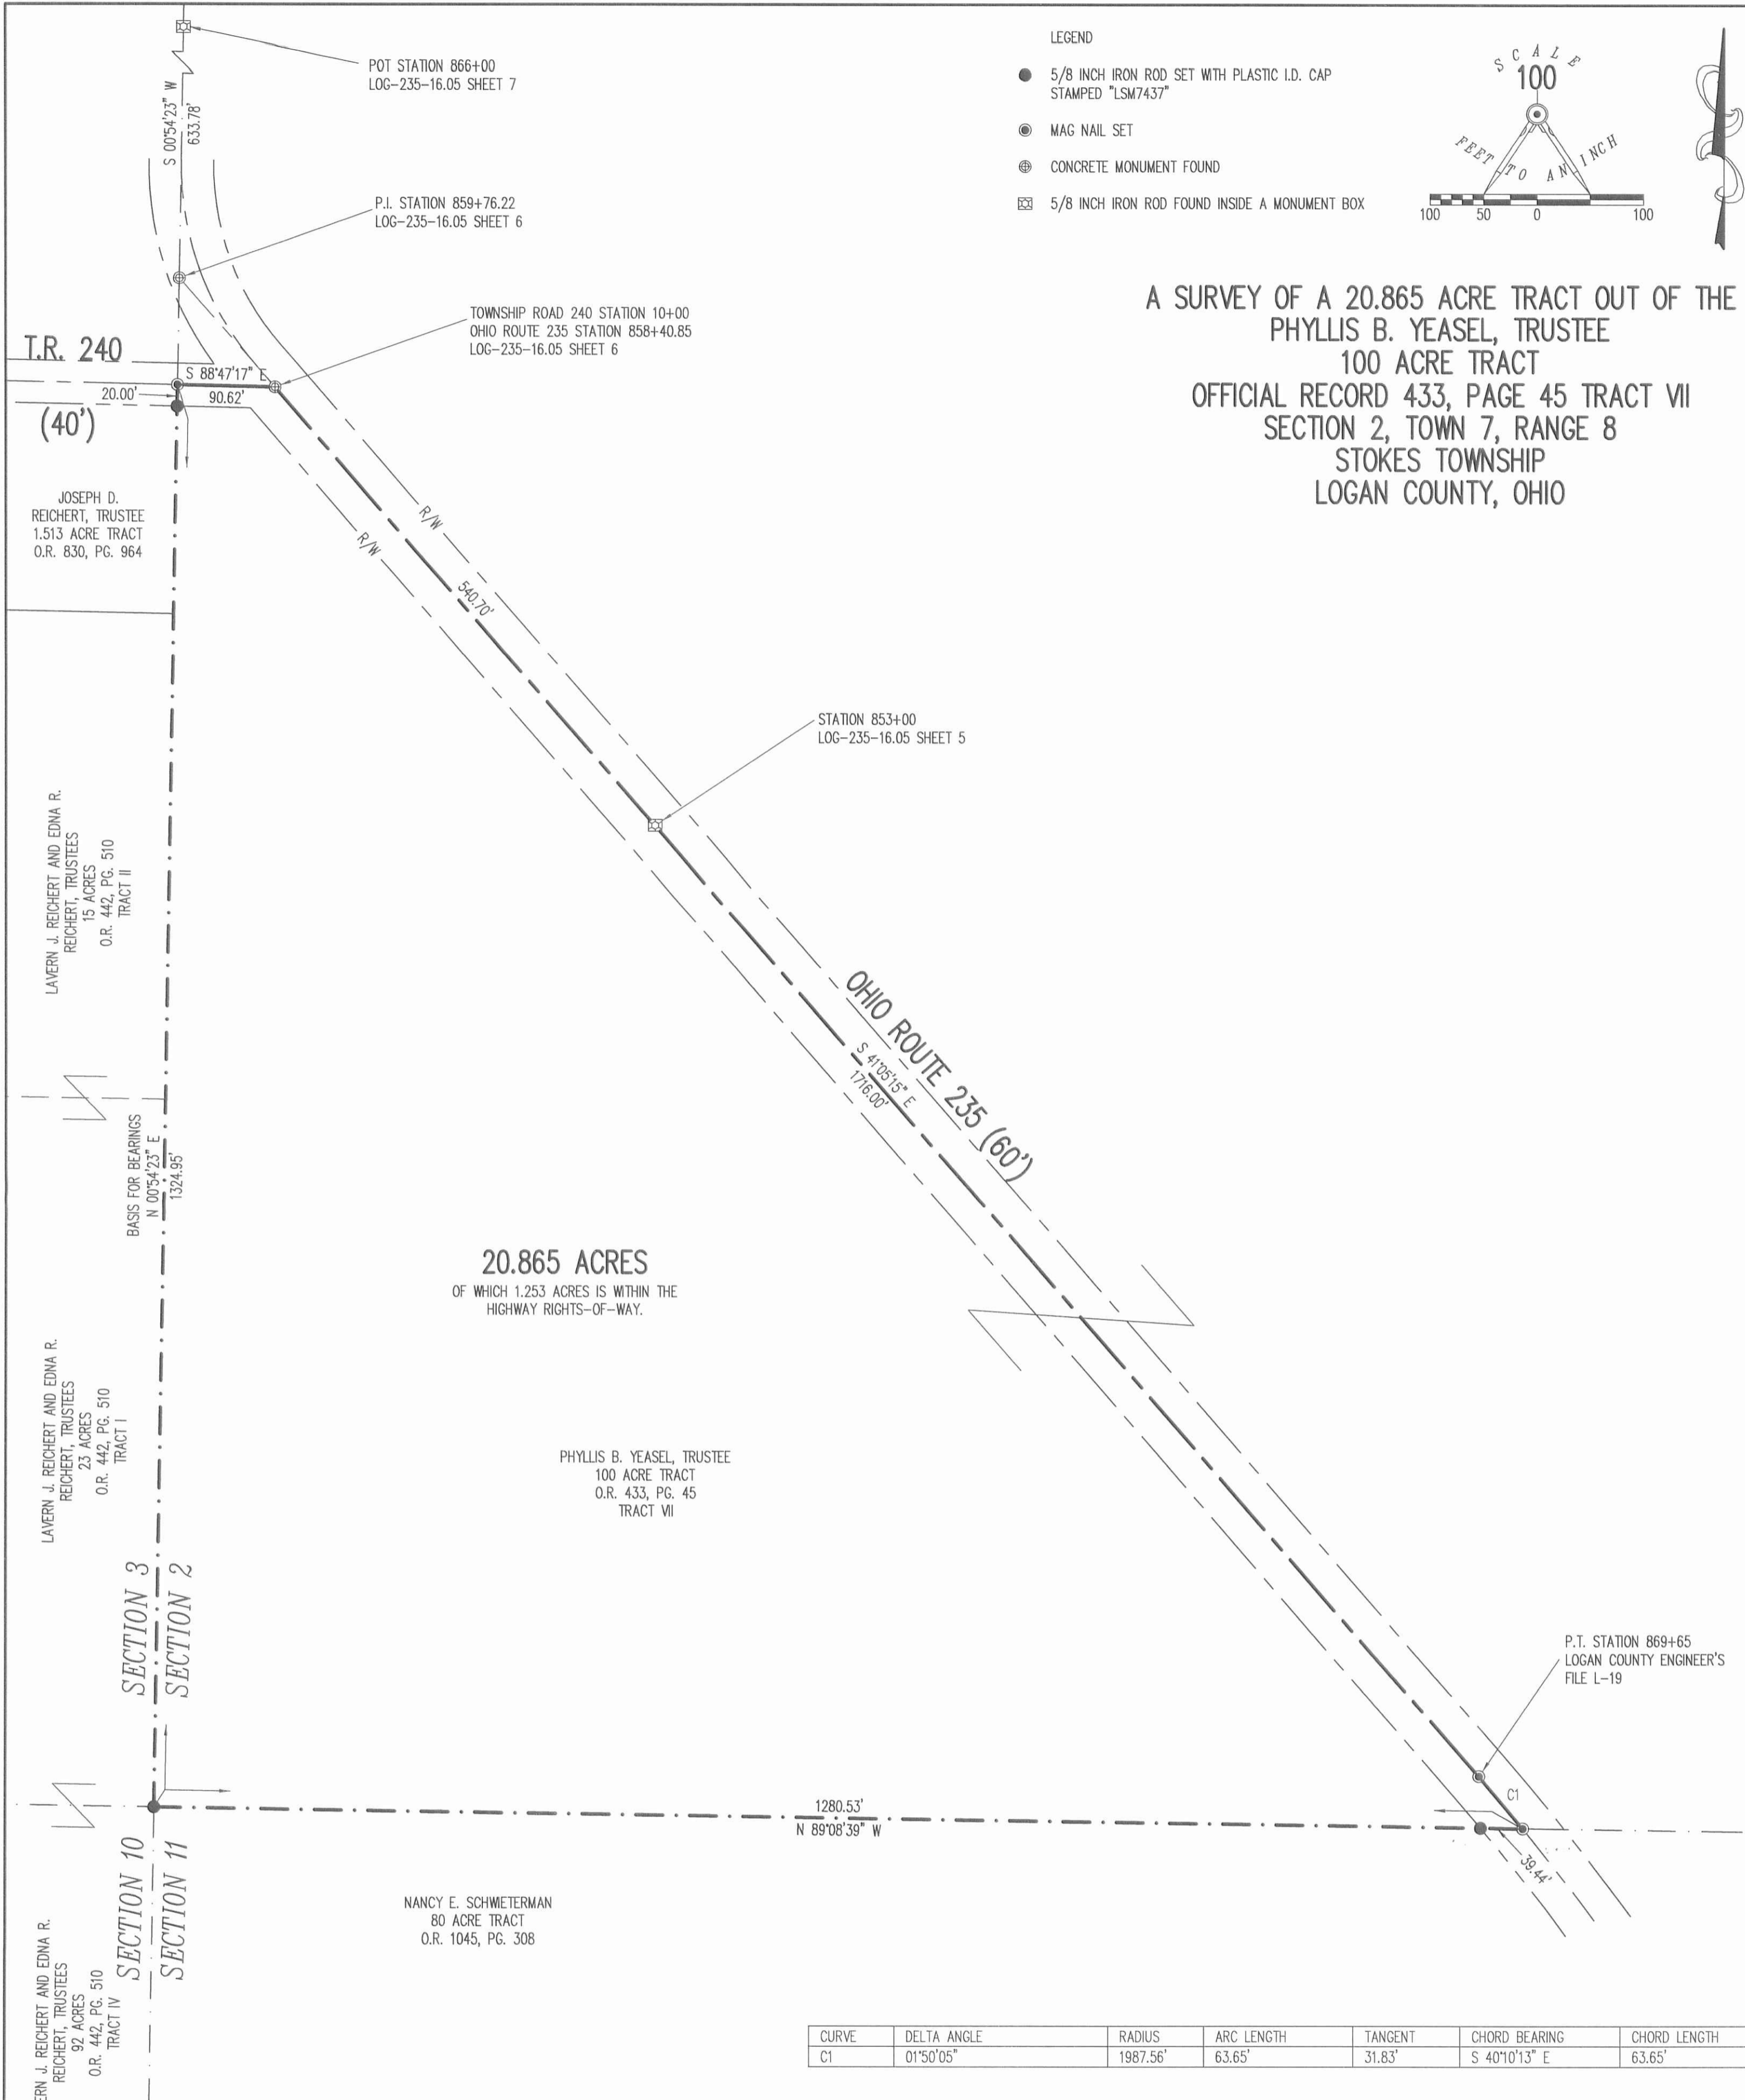 POT STATION 866+00
LOG-235-16.05 SHEET 7
S 00°54'23" W
633.78'
P.I. STATION 859+76.22
LOG-235-16.05 SHEET 6
TOWNSHIP ROAD 240 STATION 10+00
OHIO ROUTE 235 STATION 858+40.85
LOG-235-16.05 SHEET 6
LEGEND
5/8 INCH IRON ROD SET WITH PLASTIC I.D. CAP
STAMPED "LSM7437"
MAG NAIL SET
CONCRETE MONUMENT FOUND
5/8 INCH IRON ROD FOUND INSIDE A MONUMENT BOX
SCALE
100
FEET TO AN INCH
100 50 0 100
A SURVEY OF A 20.865 ACRE TRACT OUT OF THE
PHYLLIS B. YEASEL, TRUSTEE
100 ACRE TRACT
OFFICIAL RECORD 433, PAGE 45 TRACT VII
SECTION 2, TOWN 7, RANGE 8
STOKES TOWNSHIP
LOGAN COUNTY, OHIO
T.R. 240
(40')
S 88°47'17" E
90.62'
20.00'
JOSEPH D.
REICHERT, TRUSTEE
1.513 ACRE TRACT
O.R. 830, PG. 964
R/W
R/W
540.70'
STATION 853+00
LOG-235-16.05 SHEET 5
LAVERN J. REICHERT AND EDNA R.
REICHERT, TRUSTEES
15 ACRES
O.R. 442, PG. 510
TRACT II
OHIO ROUTE 235 (60')
S 41°05'15" E
1716.00'
BASIS FOR BEARINGS
N 00°54'23" E
1324.95'
20.865 ACRES
OF WHICH 1.253 ACRES IS WITHIN THE
HIGHWAY RIGHTS-OF-WAY.
LAVERN J. REICHERT AND EDNA R.
REICHERT, TRUSTEES
23 ACRES
O.R. 442, PG. 510
TRACT I
PHYLLIS B. YEASEL, TRUSTEE
100 ACRE TRACT
O.R. 433, PG. 45
TRACT VII
SECTION 3
SECTION 2
P.T. STATION 869+65
LOGAN COUNTY ENGINEER'S
FILE L-19
C1
1280.53'
N 89°08'39" W
39.44'
SECTION 10
SECTION 11
NANCY E. SCHWIETERMAN
80 ACRE TRACT
O.R. 1045, PG. 308
ERN J. REICHERT AND EDNA R.
REICHERT, TRUSTEES
92 ACRES
O.R. 442, PG. 510
TRACT IV
CURVE DELTA ANGLE RADIUS ARC LENGTH TANGENT CHORD BEARING CHORD LENGTH
C1 01°50'05" 1987.56' 63.65' 31.83' S 40°10'13" E 63.65'